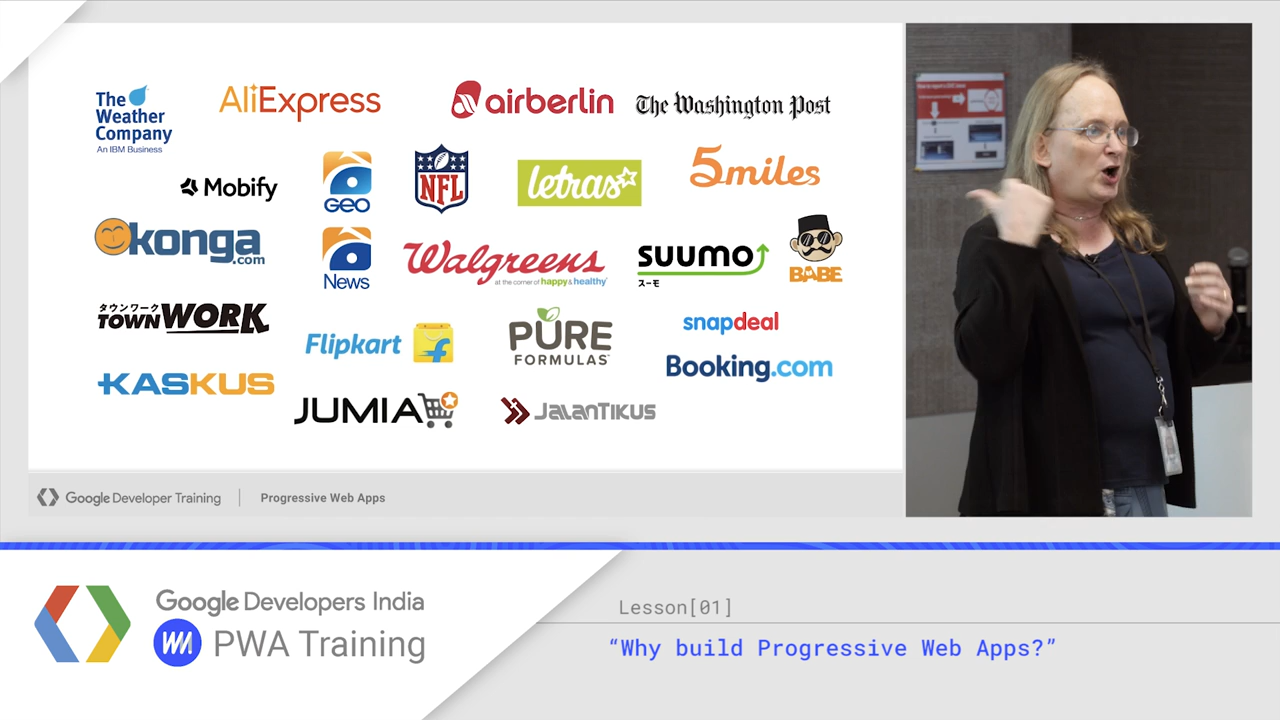 The
Weather
Company
An IBM Business
AliExpress
airberlin
The Washington Post
Mobify
GEO
NFL
letras
5miles
konga
.com
News
Walgreens
at the corner of happy & healthy
suumo
スーモ
BABE
タウンワーク
TOWNWORK
Flipkart
PURE
FORMULAS
snapdeal
Booking.com
KASKUS
JUMIA
JALANTIKUS
Google Developer Training
Progressive Web Apps
Google Developers India
PWA Training
Lesson[01]
“Why build Progressive Web Apps?”